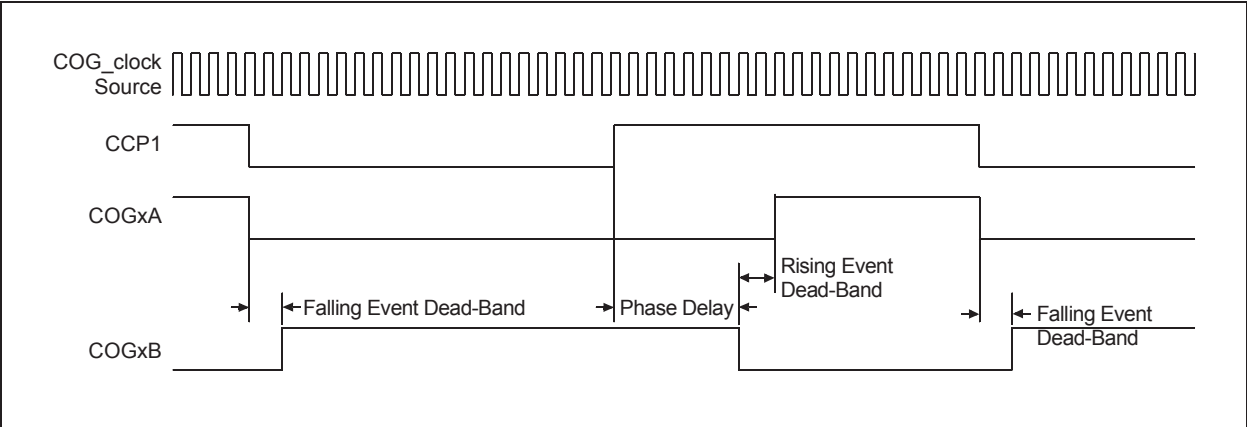 COG_clock
Source
CCP1
COGxA
Rising Event
Dead-Band
Falling Event Dead-Band
Phase Delay
Falling Event
Dead-Band
COGxB